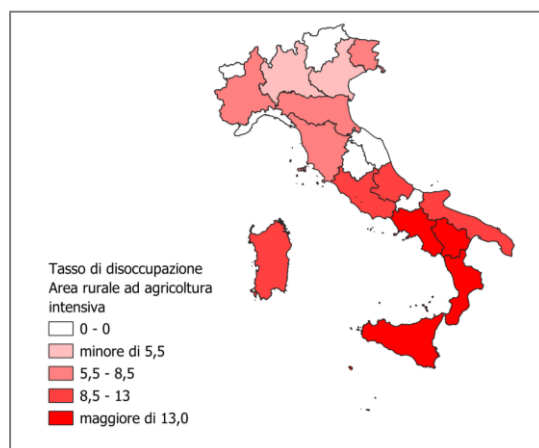 Tasso di disoccupazione
Area rurale ad agricoltura
intensiva
0 - 0
minore di 5,5
5,5 - 8,5
8,5 - 13
maggiore di 13,0